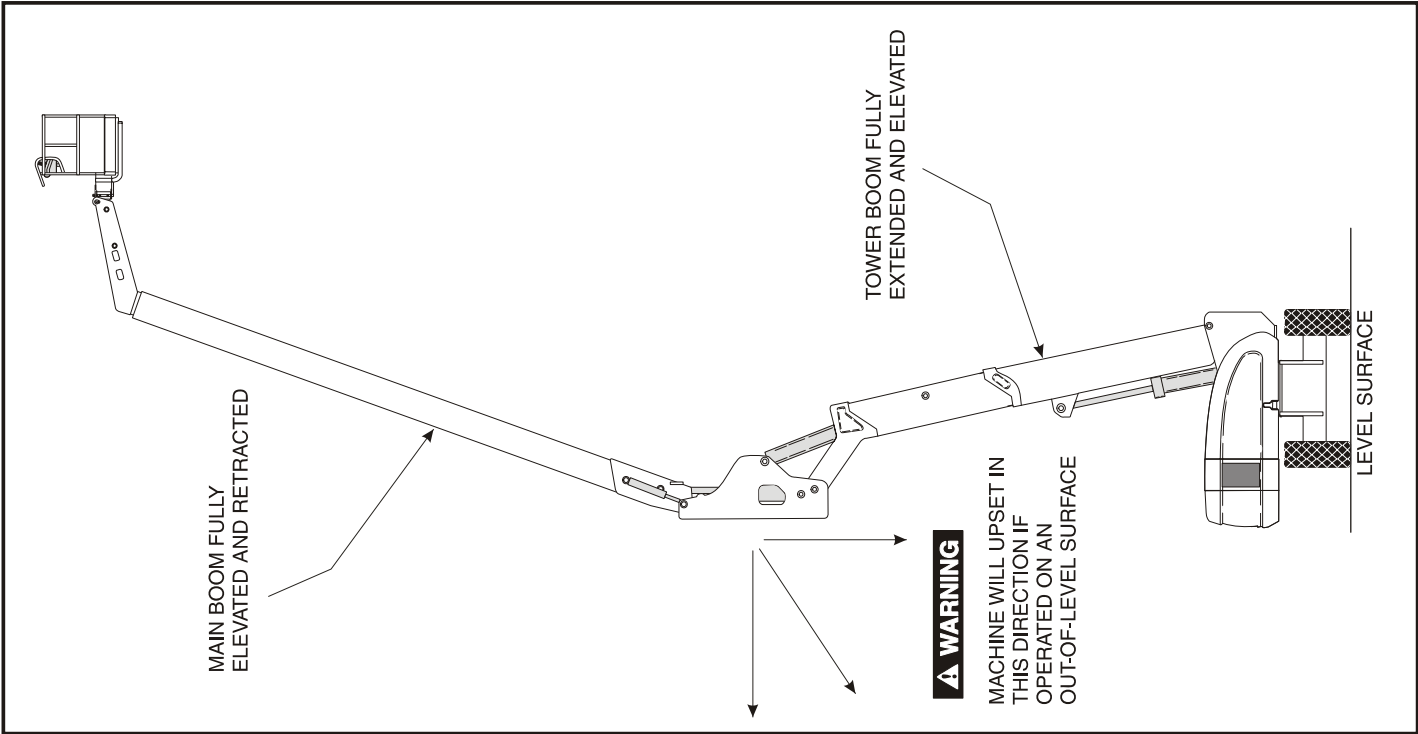 MAIN BOOM FULLY
ELEVATED AND RETRACTED
TOWER BOOM FULLY
EXTENDED AND ELEVATED
WARNING
MACHINE WILL UPSET IN
THIS DIRECTION IF
OPERATED ON AN
OUT-OF-LEVEL SURFACE
LEVEL SURFACE